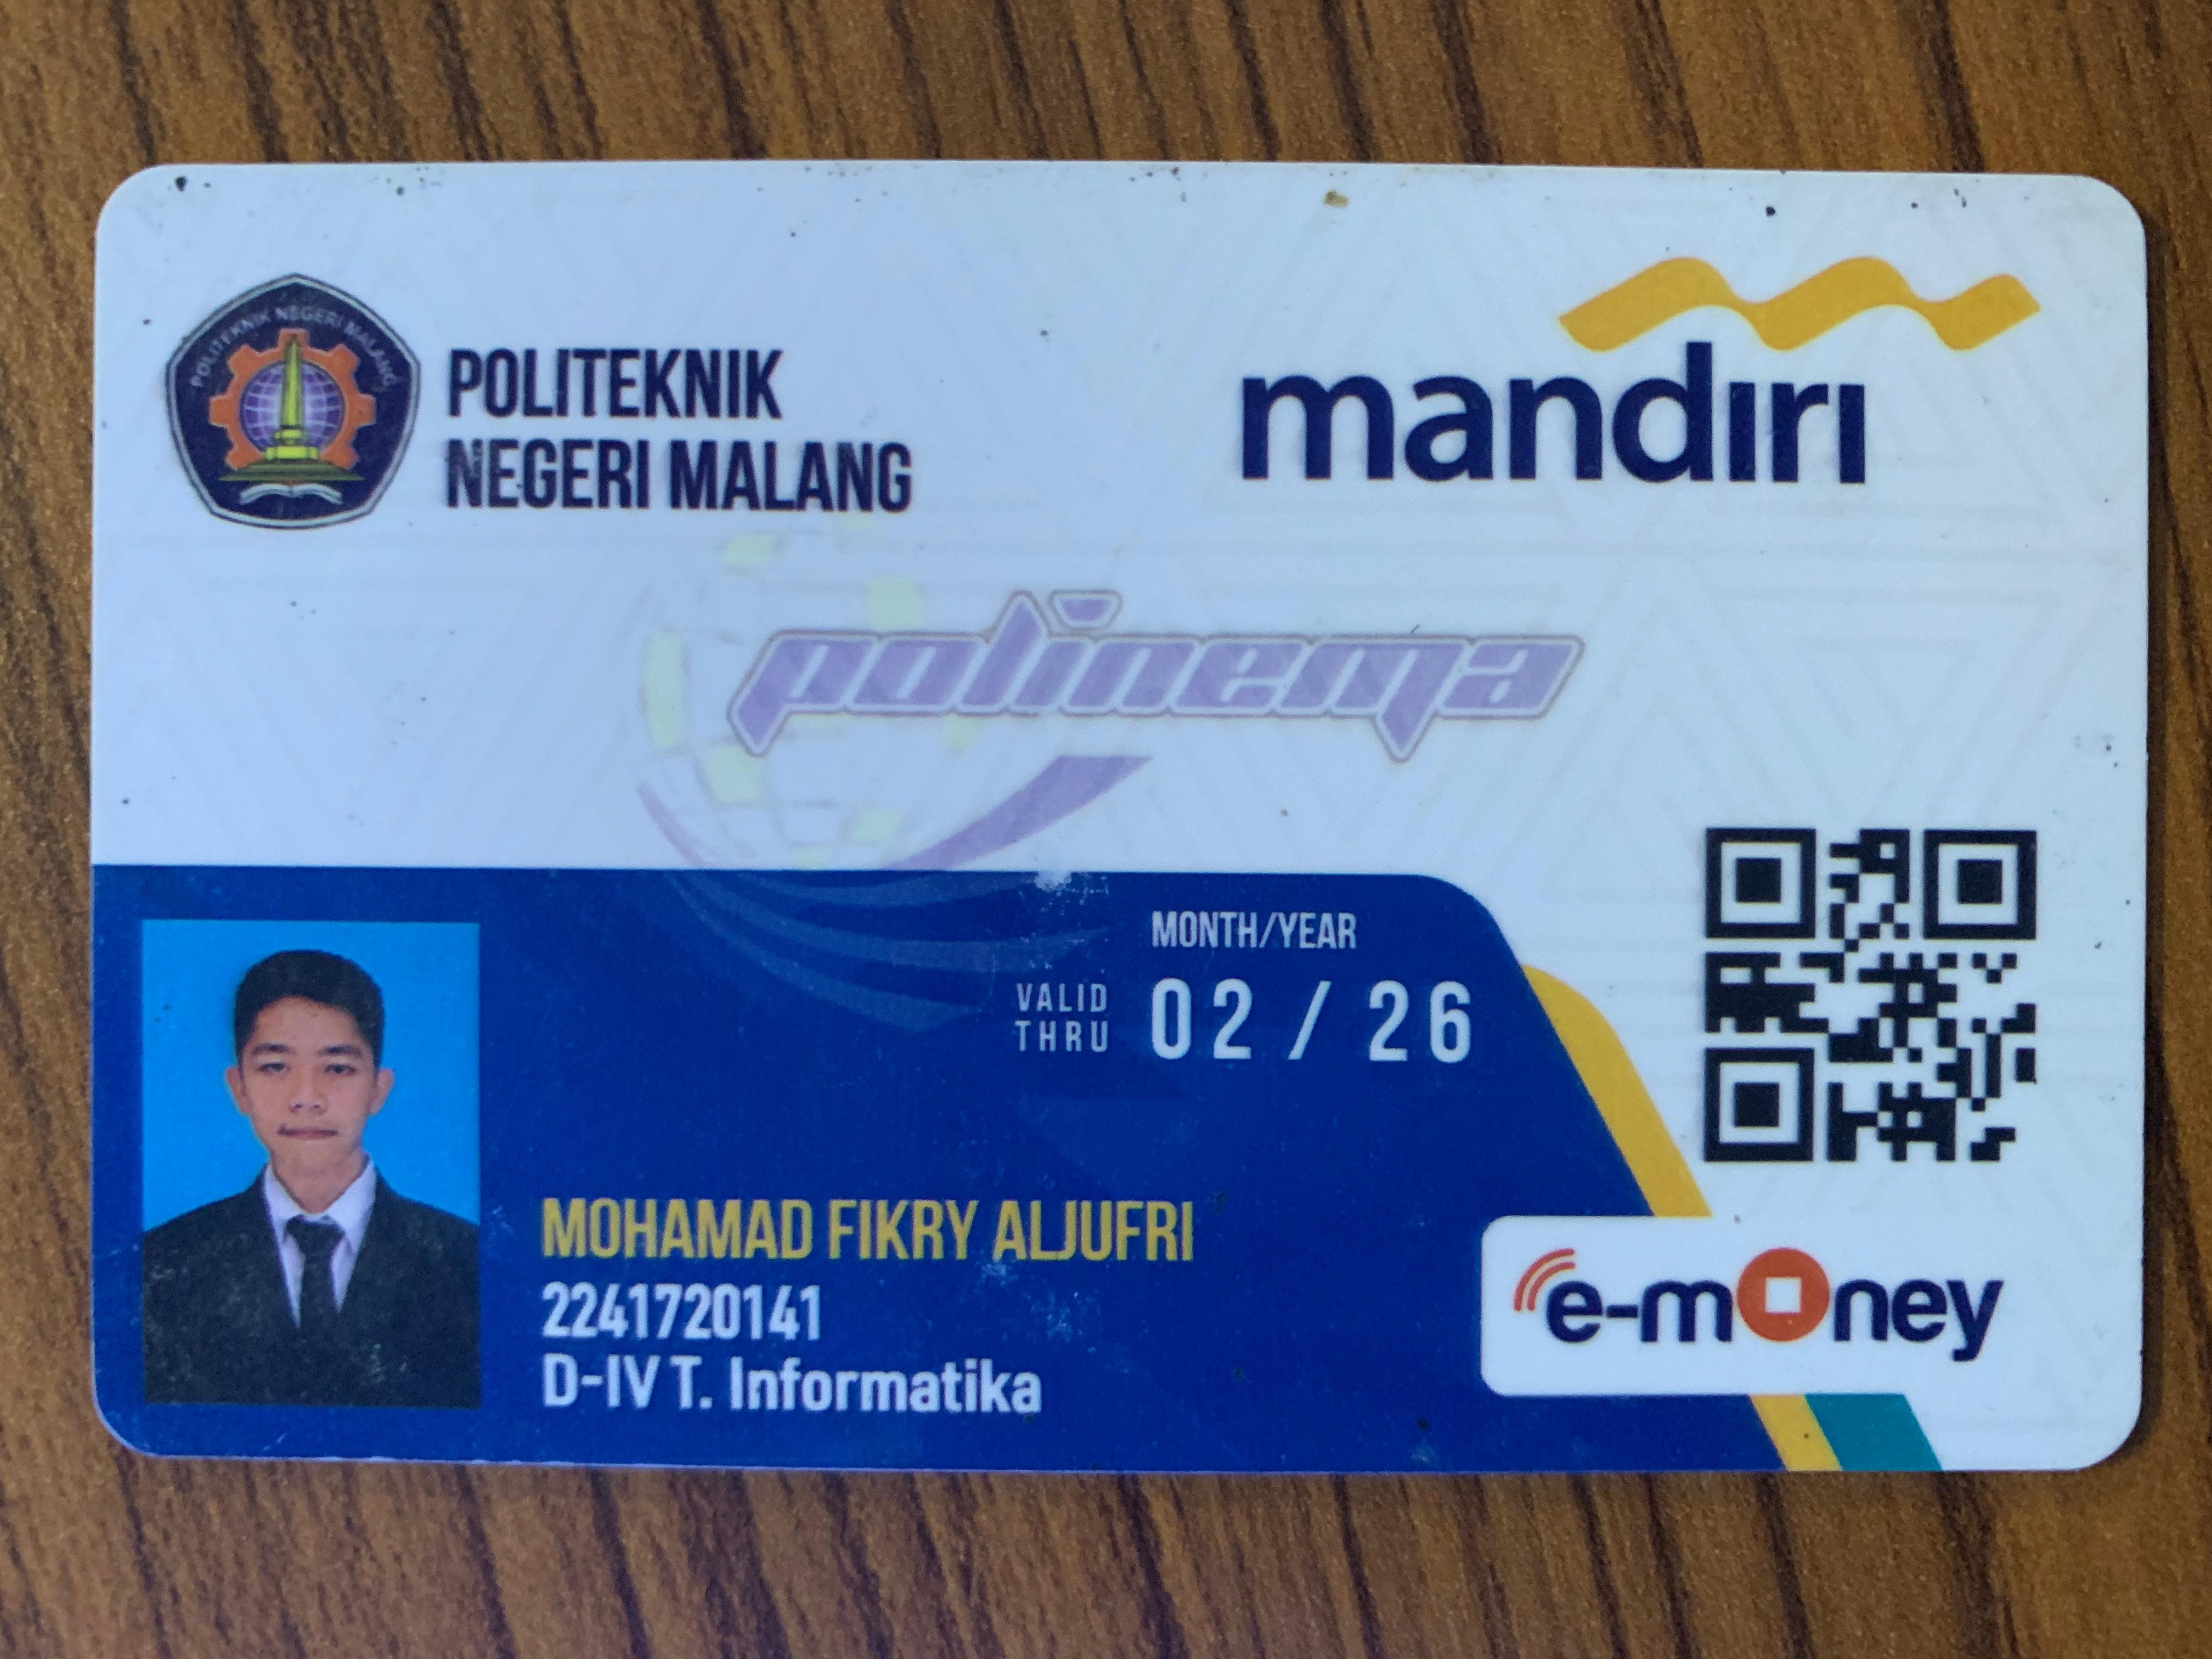 POLITEKNIK NEGERI MALANG
POLITEKNIK
NEGERI MALANG
mandiri
polinema
MONTH/YEAR
VALID
THRU
02 / 26
MOHAMAD FIKRY ALJUFRI
2241720141
D-IV T. Informatika
e-money